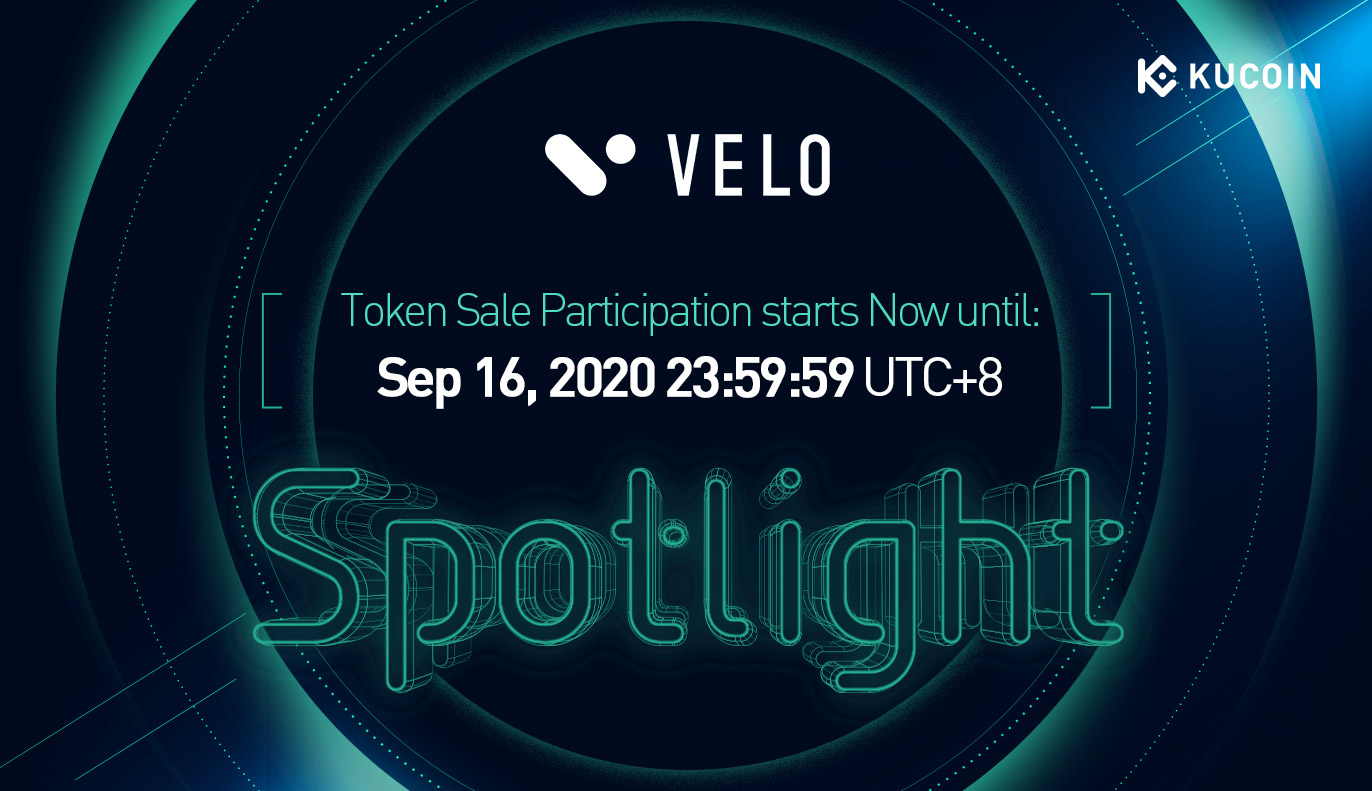 KUCOIN
VELO
Token Sale Participation starts Now until:
Sep 16, 2020 23:59:59 UTC+8
Spotlight